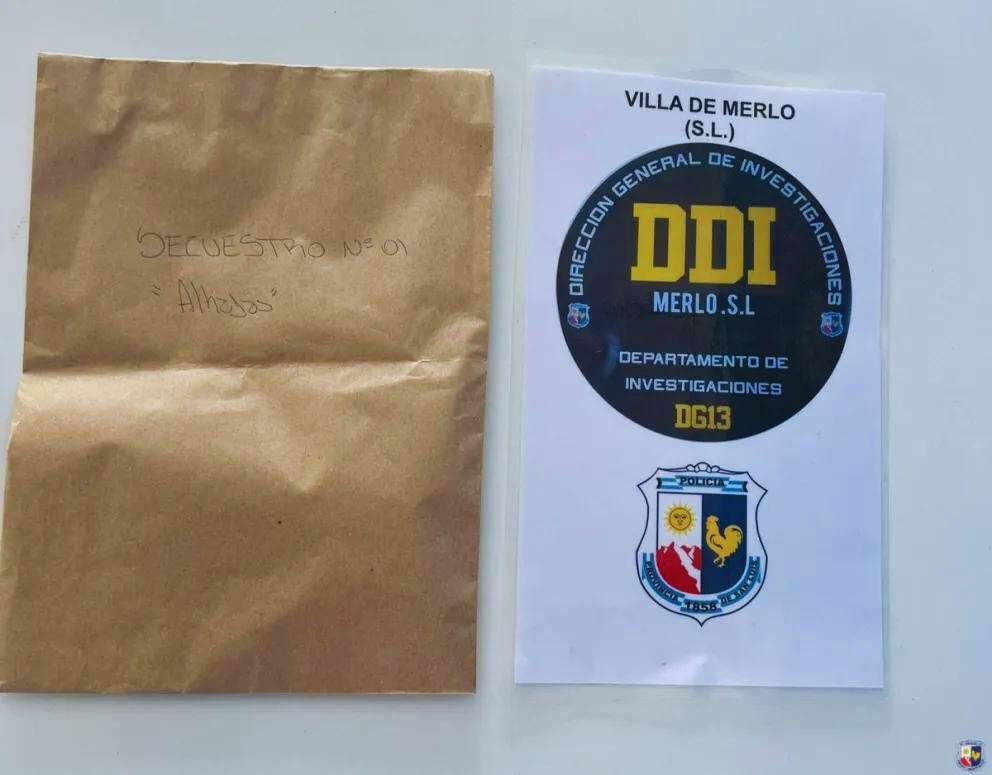 SECUESTRO Nº 01
"Alhajas"
VILLA DE MERLO
(S.L.)
DIRECCION GENERAL DE INVESTIGACIONES
DDI
MERLO .S.L
DEPARTAMENTO DE
INVESTIGACIONES
DG13
POLICIA
PROVINCIA DE SAN LUIS
1858